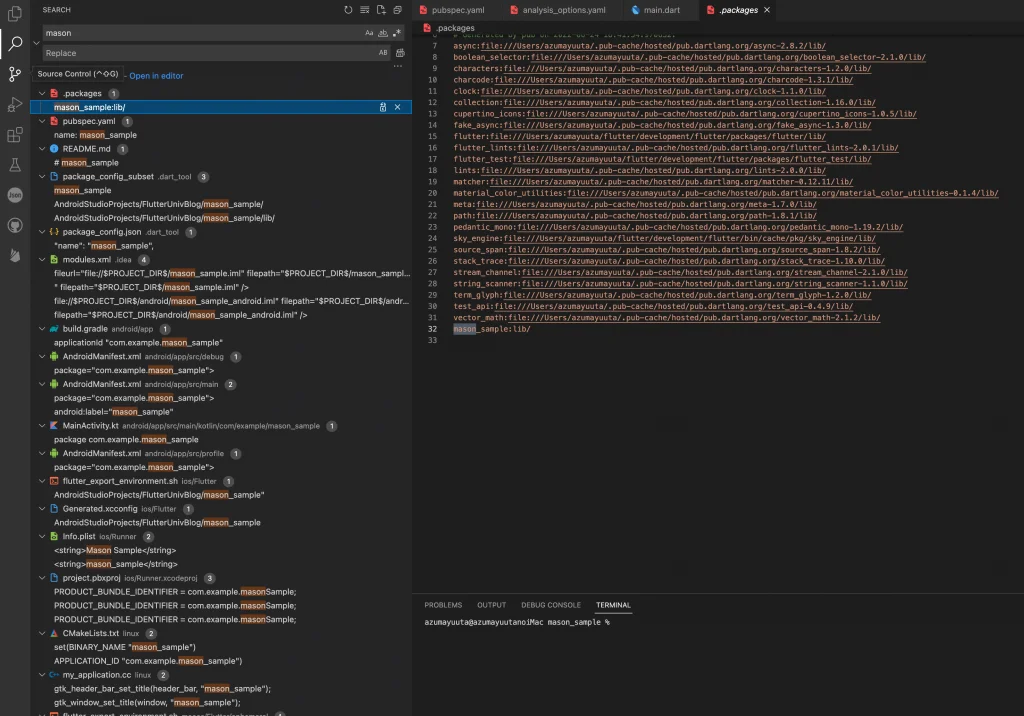 SEARCH
mason
Aa
ab
Replace
AB
Source Control (^⇧G)
- Open in editor
.packages 1
mason_sample:lib/
pubspec.yaml 1
name: mason_sample
README.md 1
# mason_sample
package_config_subset .dart_tool 3
mason_sample
AndroidStudioProjects/FlutterUnivBlog/mason_sample/
AndroidStudioProjects/FlutterUnivBlog/mason_sample/lib/
package_config.json .dart_tool 1
"name": "mason_sample",
modules.xml .idea 4
fileurl="file://$PROJECT_DIR$/mason_sample.iml" filepath="$PROJECT_DIR$/mason_sampl...
" filepath="$PROJECT_DIR$/mason_sample.iml" />
file://$PROJECT_DIR$/android/mason_sample_android.iml" filepath="$PROJECT_DIR$/andr...
filepath="$PROJECT_DIR$/android/mason_sample_android.iml" />
build.gradle android/app 1
applicationId "com.example.mason_sample"
AndroidManifest.xml android/app/src/debug 1
package="com.example.mason_sample">
AndroidManifest.xml android/app/src/main 2
package="com.example.mason_sample">
android:label="mason_sample"
MainActivity.kt android/app/src/main/kotlin/com/example/mason_sample 1
package com.example.mason_sample
AndroidManifest.xml android/app/src/profile 1
package="com.example.mason_sample">
flutter_export_environment.sh ios/Flutter 1
AndroidStudioProjects/FlutterUnivBlog/mason_sample"
Generated.xcconfig ios/Flutter 1
AndroidStudioProjects/FlutterUnivBlog/mason_sample
Info.plist ios/Runner 2
<string>Mason Sample</string>
<string>mason_sample</string>
project.pbxproj ios/Runner.xcodeproj 3
PRODUCT_BUNDLE_IDENTIFIER = com.example.masonSample;
PRODUCT_BUNDLE_IDENTIFIER = com.example.masonSample;
PRODUCT_BUNDLE_IDENTIFIER = com.example.masonSample;
CMakeLists.txt linux 2
set(BINARY_NAME "mason_sample")
APPLICATION_ID "com.example.mason_sample")
my_application.cc linux 2
gtk_header_bar_set_title(header_bar, "mason_sample");
gtk_window_set_title(window, "mason_sample");
pubspec.yaml
analysis_options.yaml
main.dart
.packages
.packages
7 async:file:///Users/azumayuuta/.pub-cache/hosted/pub.dartlang.org/async-2.8.2/lib/
8 boolean_selector:file:///Users/azumayuuta/.pub-cache/hosted/pub.dartlang.org/boolean_selector-2.1.0/lib/
9 characters:file:///Users/azumayuuta/.pub-cache/hosted/pub.dartlang.org/characters-1.2.0/lib/
10 charcode:file:///Users/azumayuuta/.pub-cache/hosted/pub.dartlang.org/charcode-1.3.1/lib/
11 clock:file:///Users/azumayuuta/.pub-cache/hosted/pub.dartlang.org/clock-1.1.0/lib/
12 collection:file:///Users/azumayuuta/.pub-cache/hosted/pub.dartlang.org/collection-1.16.0/lib/
13 cupertino_icons:file:///Users/azumayuuta/.pub-cache/hosted/pub.dartlang.org/cupertino_icons-1.0.5/lib/
14 fake_async:file:///Users/azumayuuta/.pub-cache/hosted/pub.dartlang.org/fake_async-1.3.0/lib/
15 flutter:file:///Users/azumayuuta/flutter/development/flutter/packages/flutter/lib/
16 flutter_lints:file:///Users/azumayuuta/.pub-cache/hosted/pub.dartlang.org/flutter_lints-2.0.1/lib/
17 flutter_test:file:///Users/azumayuuta/flutter/development/flutter/packages/flutter_test/lib/
18 lints:file:///Users/azumayuuta/.pub-cache/hosted/pub.dartlang.org/lints-2.0.0/lib/
19 matcher:file:///Users/azumayuuta/.pub-cache/hosted/pub.dartlang.org/matcher-0.12.11/lib/
20 material_color_utilities:file:///Users/azumayuuta/.pub-cache/hosted/pub.dartlang.org/material_color_utilities-0.1.4/lib/
21 meta:file:///Users/azumayuuta/.pub-cache/hosted/pub.dartlang.org/meta-1.7.0/lib/
22 path:file:///Users/azumayuuta/.pub-cache/hosted/pub.dartlang.org/path-1.8.1/lib/
23 pedantic_mono:file:///Users/azumayuuta/.pub-cache/hosted/pub.dartlang.org/pedantic_mono-1.19.2/lib/
24 sky_engine:file:///Users/azumayuuta/flutter/development/flutter/bin/cache/pkg/sky_engine/lib/
25 source_span:file:///Users/azumayuuta/.pub-cache/hosted/pub.dartlang.org/source_span-1.8.2/lib/
26 stack_trace:file:///Users/azumayuuta/.pub-cache/hosted/pub.dartlang.org/stack_trace-1.10.0/lib/
27 stream_channel:file:///Users/azumayuuta/.pub-cache/hosted/pub.dartlang.org/stream_channel-2.1.0/lib/
28 string_scanner:file:///Users/azumayuuta/.pub-cache/hosted/pub.dartlang.org/string_scanner-1.1.0/lib/
29 term_glyph:file:///Users/azumayuuta/.pub-cache/hosted/pub.dartlang.org/term_glyph-1.2.0/lib/
30 test_api:file:///Users/azumayuuta/.pub-cache/hosted/pub.dartlang.org/test_api-0.4.9/lib/
31 vector_math:file:///Users/azumayuuta/.pub-cache/hosted/pub.dartlang.org/vector_math-2.1.2/lib/
32 mason_sample:lib/
33
PROBLEMS OUTPUT DEBUG CONSOLE TERMINAL
azumayuuta@azumayuutanoiMac mason_sample %